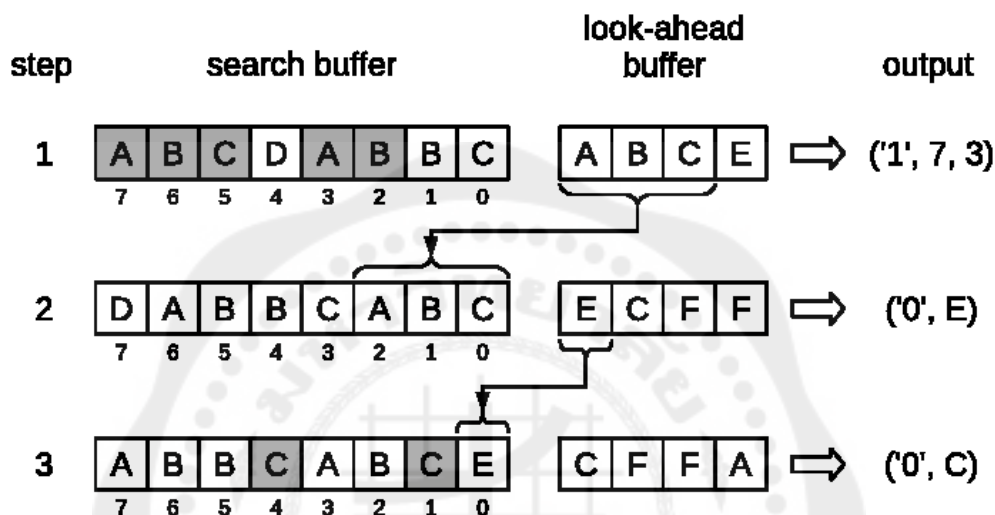 step search buffer look-ahead buffer output
1 A B C D A B B C A B C E ('1', 7, 3)
7 6 5 4 3 2 1 0
2 D A B B C A B C E C F F ('0', E)
7 6 5 4 3 2 1 0
3 A B B C A B C E C F F A ('0', C)
7 6 5 4 3 2 1 0